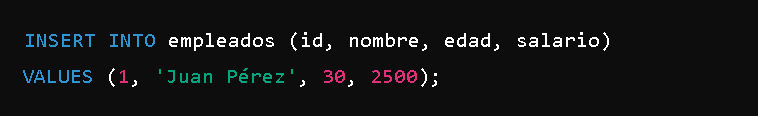 INSERT INTO empleados (id, nombre, edad, salario)
VALUES (1, 'Juan Pérez', 30, 2500);